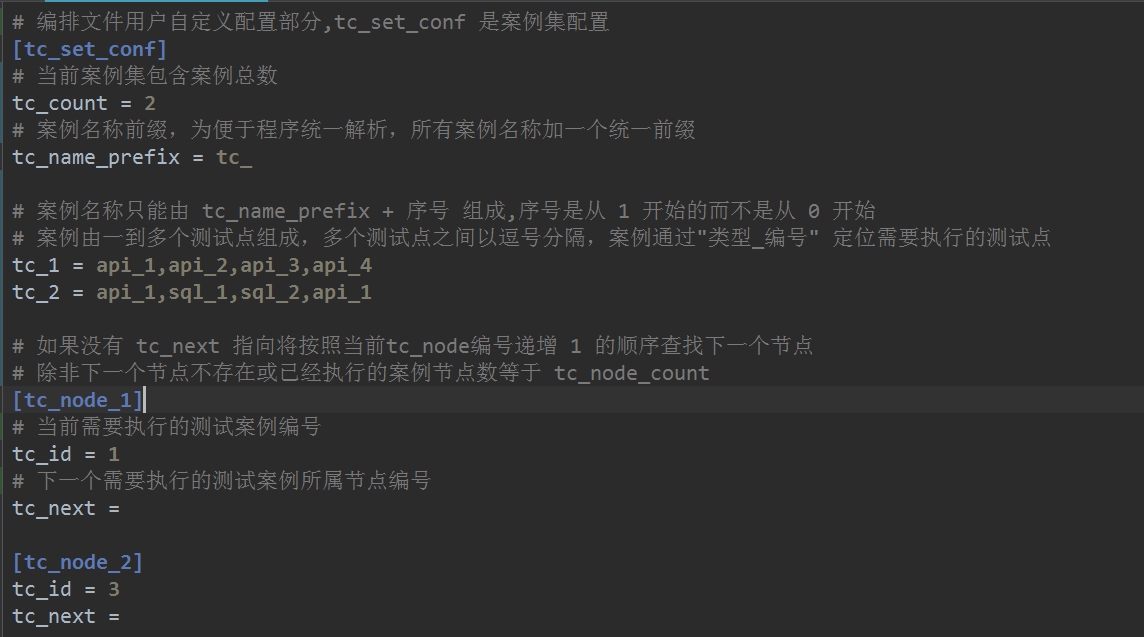 # 编排文件用户自定义配置部分,tc_set_conf 是案例集配置
[tc_set_conf]
# 当前案例集包含案例总数
tc_count = 2
# 案例名称前缀，为便于程序统一解析，所有案例名称加一个统一前缀
tc_name_prefix = tc_
# 案例名称只能由 tc_name_prefix + 序号 组成,序号是从 1 开始的而不是从 0 开始
# 案例由一到多个测试点组成，多个测试点之间以逗号分隔，案例通过"类型_编号" 定位需要执行的测试点
tc_1 = api_1,api_2,api_3,api_4
tc_2 = api_1,sql_1,sql_2,api_1
# 如果没有 tc_next 指向将按照当前tc_node编号递增 1 的顺序查找下一个节点
# 除非下一个节点不存在或已经执行的案例节点数等于 tc_node_count
[tc_node_1]
# 当前需要执行的测试案例编号
tc_id = 1
# 下一个需要执行的测试案例所属节点编号
tc_next =
[tc_node_2]
tc_id = 3
tc_next =